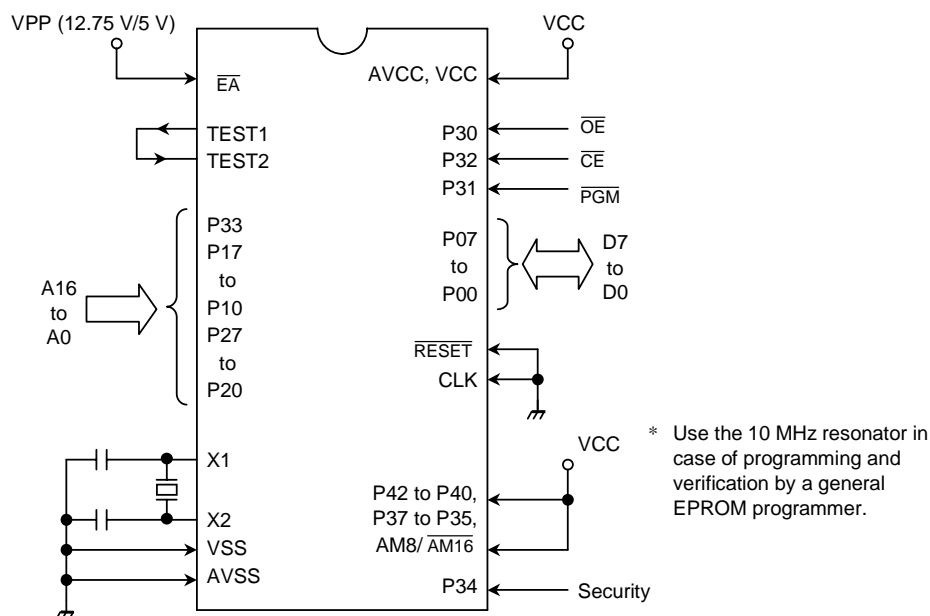 VPP (12.75 V/5 V)
EA
TEST1
TEST2
P33
P17
to
P10
P27
to
P20
A16
to
A0
X1
X2
VSS
AVSS
VCC
AVCC, VCC
P30
OE
P32
CE
P31
PGM
P07
to
P00
D7
to
D0
RESET
CLK
VCC
P42 to P40,
P37 to P35,
AM8/ AM16
P34
Security
* Use the 10 MHz resonator in
case of programming and
verification by a general
EPROM programmer.